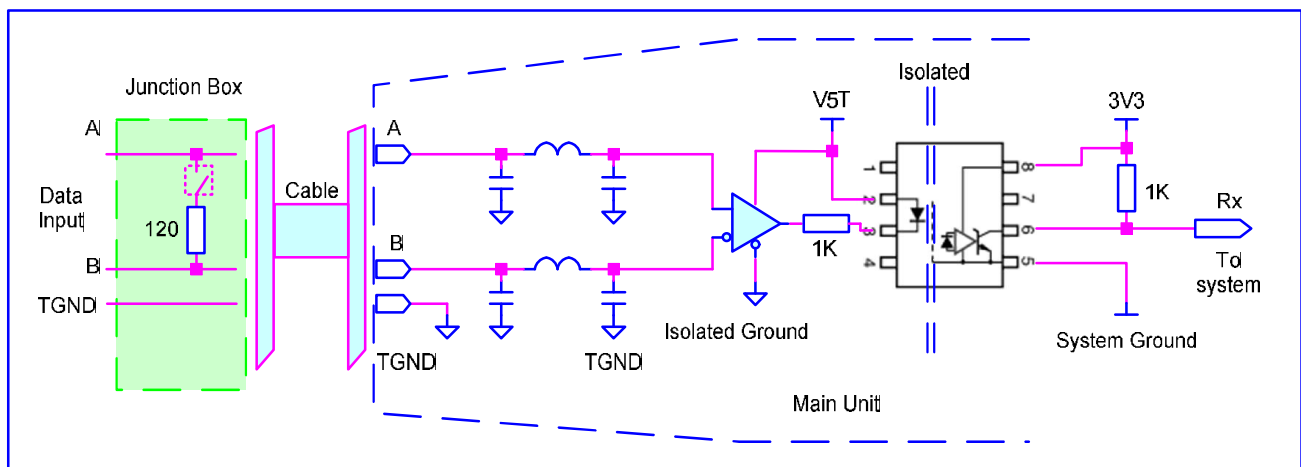 Junction Box
A
Data
Input
120
B
TGND
Cable
A
B
TGND
TGND
Isolated Ground
V5T
1K
Isolated
1
2
3
4
8
7
6
5
3V3
1K
Rx
To
system
System Ground
Main Unit